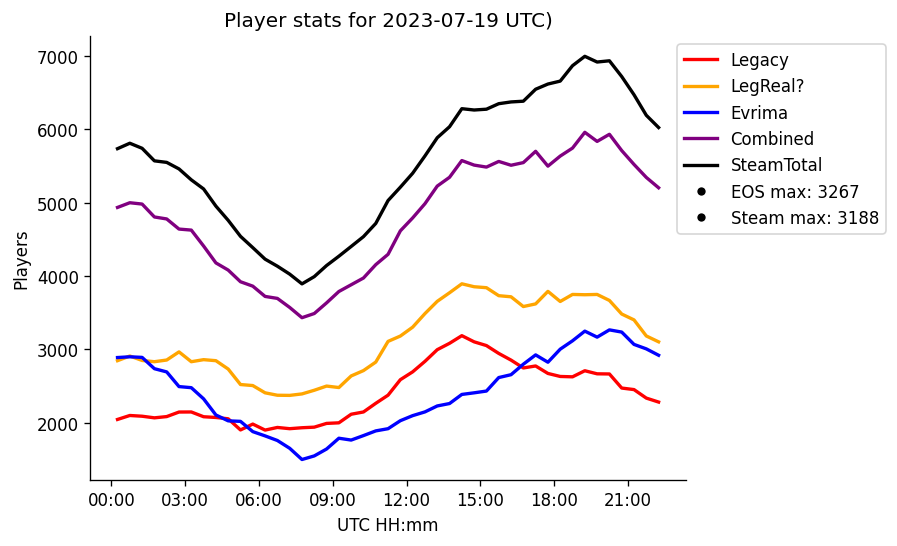 Player stats for 2023-07-19 UTC)
Legacy
LegReal?
Evrima
Combined
SteamTotal
EOS max: 3267
Steam max: 3188
7000
6000
5000
4000
3000
2000
Players
00:00 03:00 06:00 09:00 12:00 15:00 18:00 21:00
UTC HH:mm